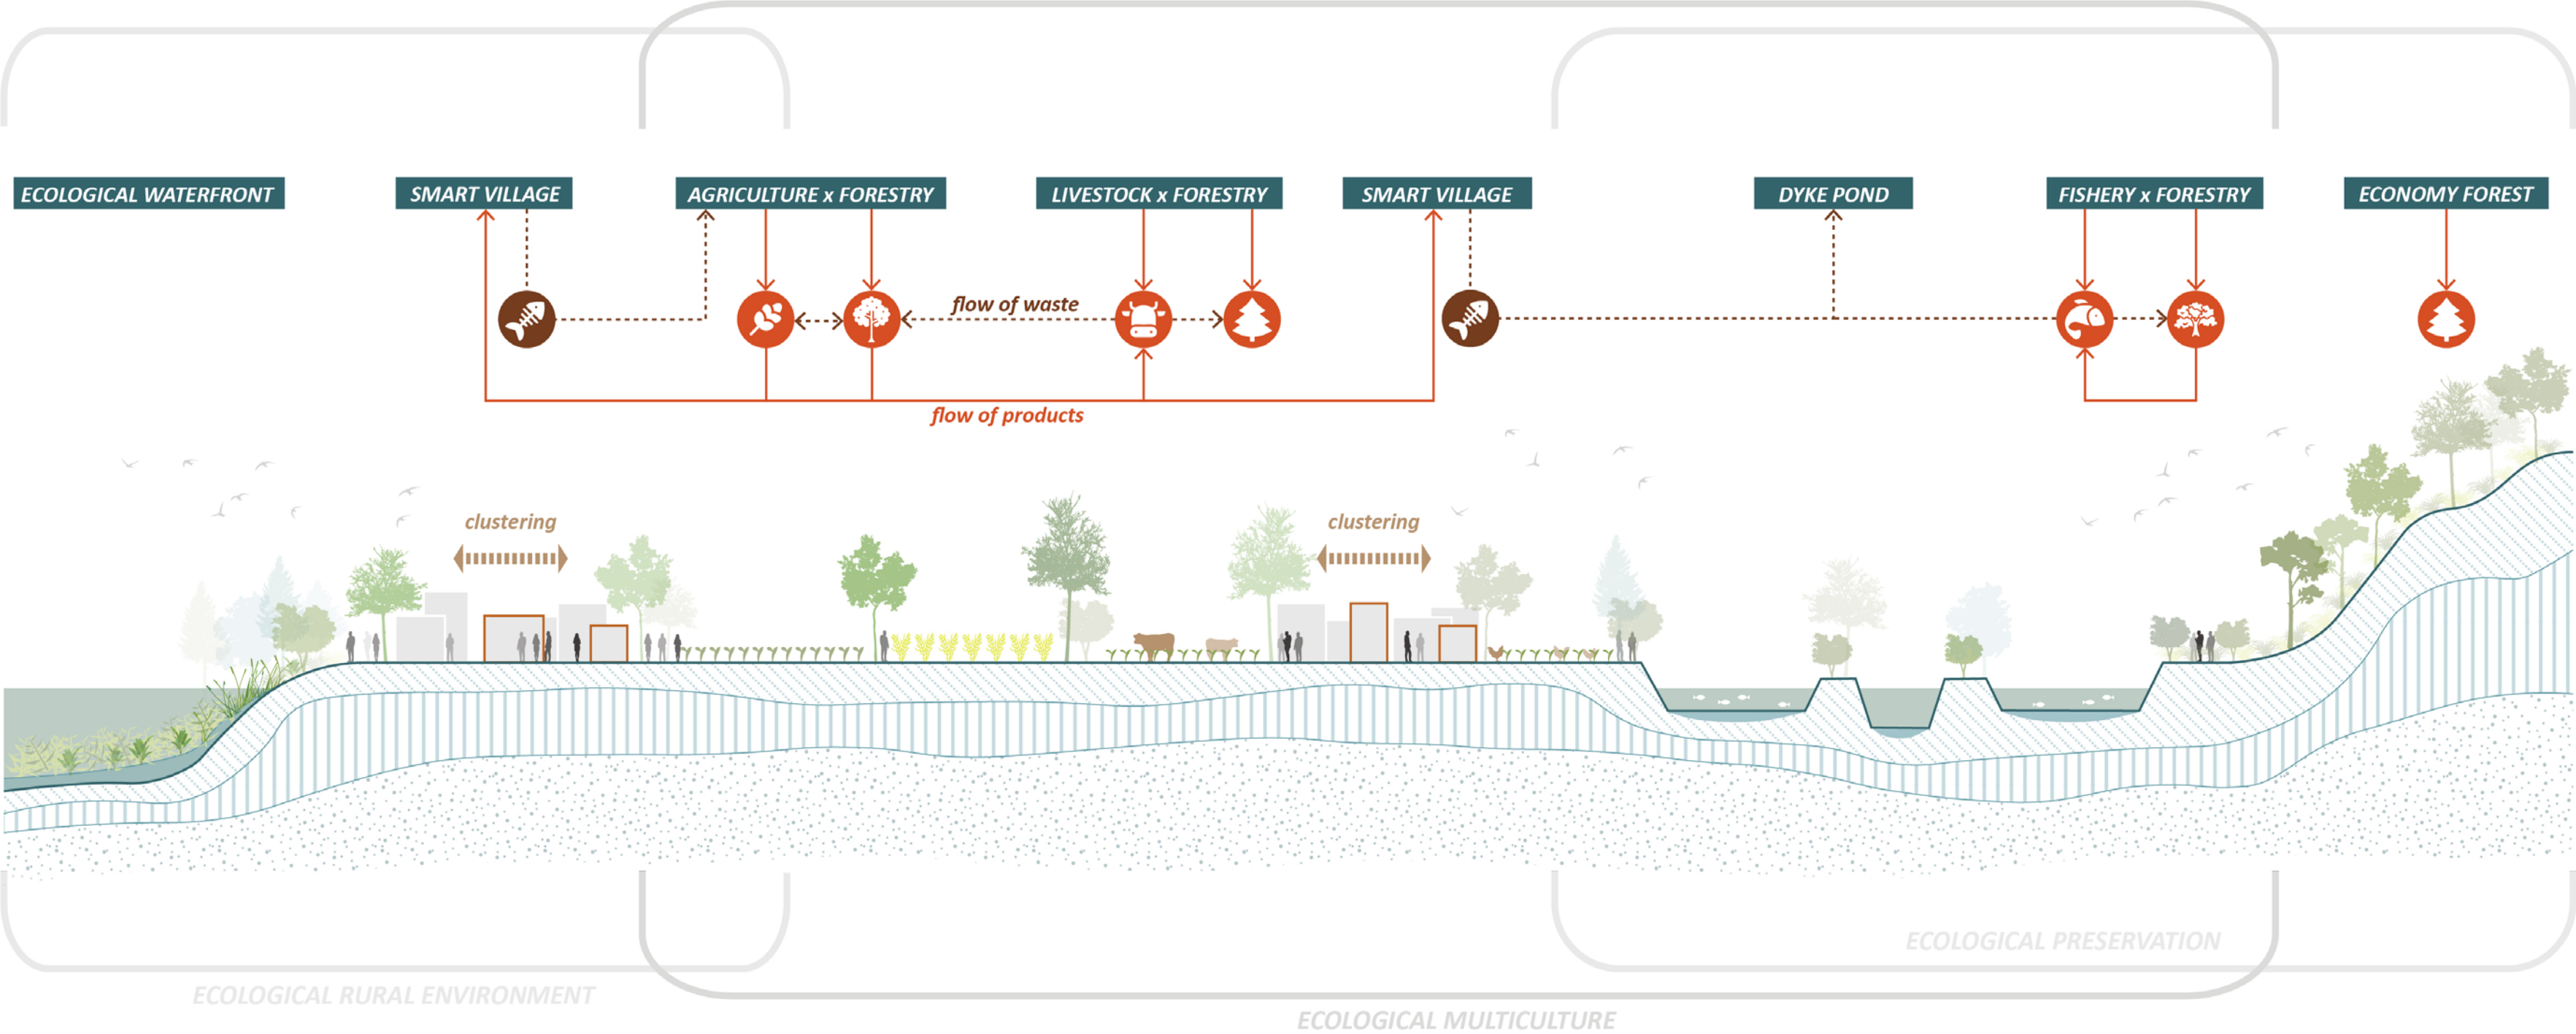 ECOLOGICAL WATERFRONT
SMART VILLAGE
AGRICULTURE x FORESTRY
LIVESTOCK x FORESTRY
SMART VILLAGE
DYKE POND
FISHERY x FORESTRY
ECONOMY FOREST
flow of waste
flow of products
clustering
clustering
ECOLOGICAL PRESERVATION
ECOLOGICAL RURAL ENVIRONMENT
ECOLOGICAL MULTICULTURE